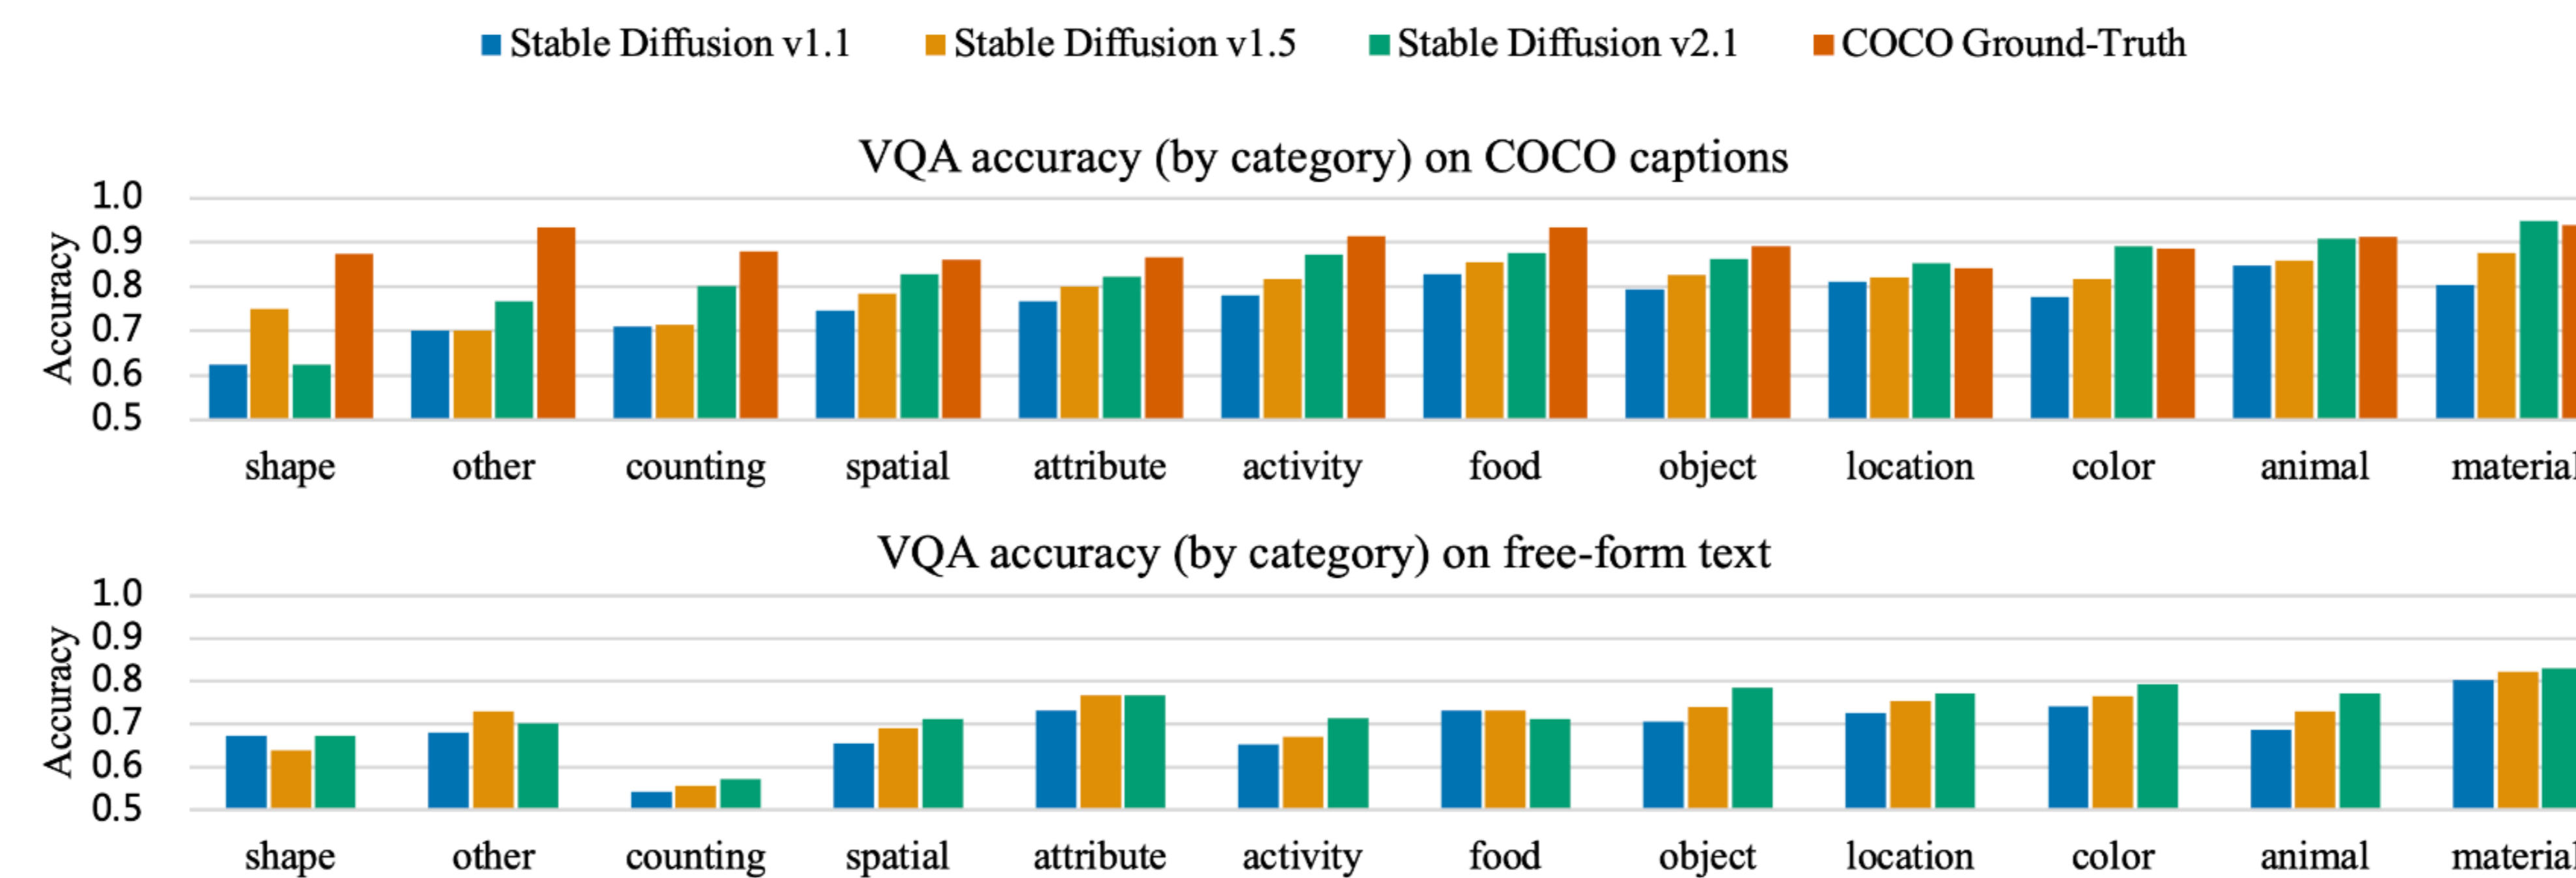 Stable Diffusion v1.1 Stable Diffusion v1.5 Stable Diffusion v2.1 COCO Ground-Truth
VQA accuracy (by category) on COCO captions
Accuracy
1.0
0.9
0.8
0.7
0.6
0.5
shape other counting spatial attribute activity food object location color animal material
VQA accuracy (by category) on free-form text
Accuracy
1.0
0.9
0.8
0.7
0.6
0.5
shape other counting spatial attribute activity food object location color animal material